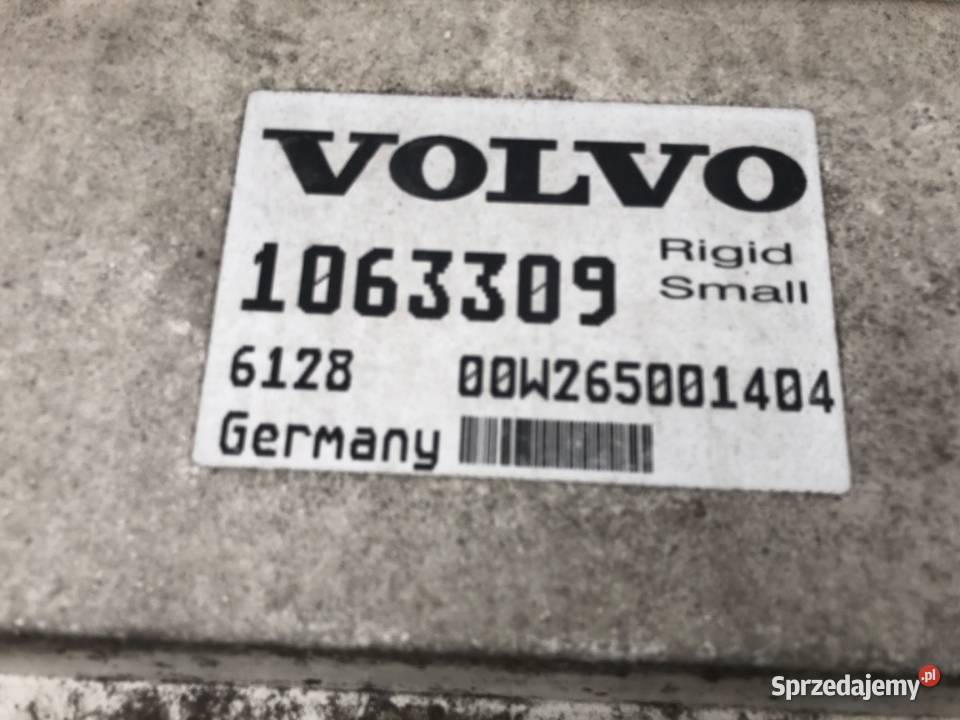 VOLVO
1063309 Rigid
Small
6128 00W265001404
Germany
Sprzedajemy.pl